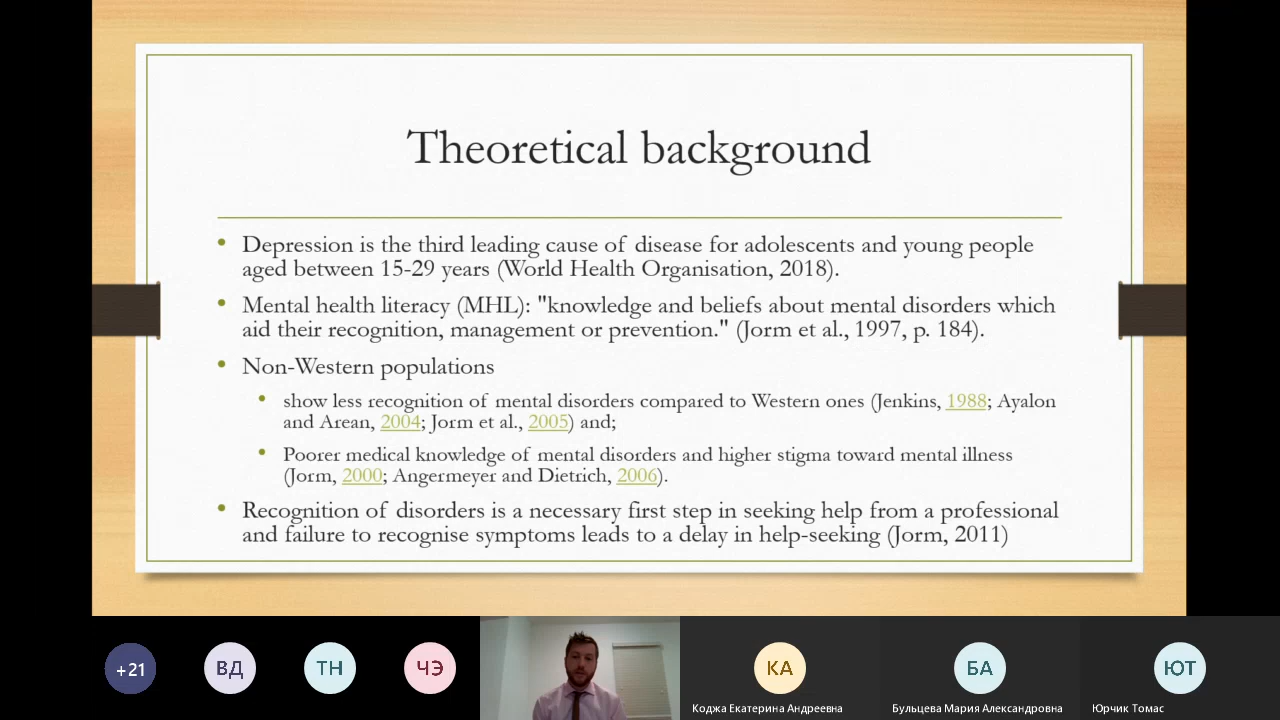 Theoretical background
Depression is the third leading cause of disease for adolescents and young people
aged between 15-29 years (World Health Organisation, 2018).
Mental health literacy (MHL): "knowledge and beliefs about mental disorders which
aid their recognition, management or prevention." (Jorm et al., 1997, p. 184).
Non-Western populations
show less recognition of mental disorders compared to Western ones (Jenkins, 1988; Ayalon
and Arean, 2004; Jorm et al., 2005) and;
Poorer medical knowledge of mental disorders and higher stigma toward mental illness
(Jorm, 2000; Angermeyer and Dietrich, 2006).
Recognition of disorders is a necessary first step in seeking help from a professional
and failure to recognise symptoms leads to a delay in help-seeking (Jorm, 2011)
+21
ВД
ТН
ЧЭ
КА
БА
ЮТ
Коджа Екатерина Андреевна
Бульцева Мария Александровна
Юрчик Томас